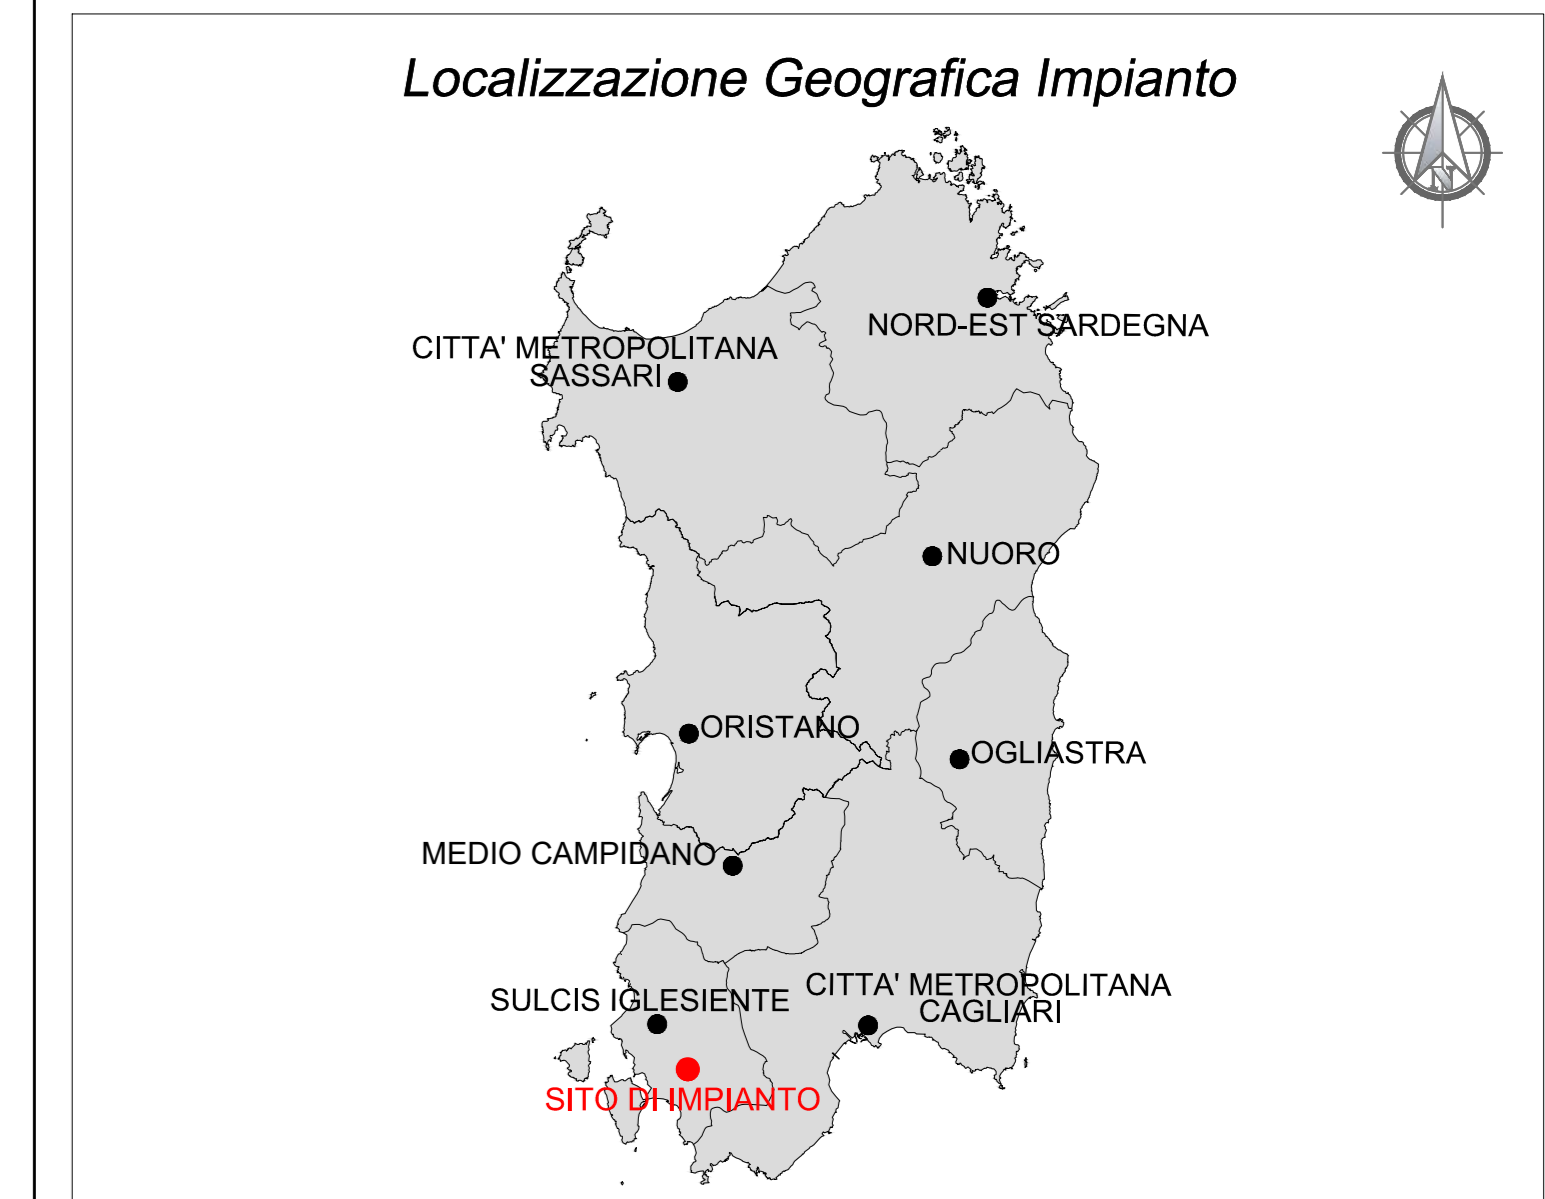 Localizzazione Geografica Impianto
N
NORD-EST SARDEGNA
CITTA' METROPOLITANA
SASSARI
NUORO
ORISTANO
OGLIASTRA
MEDIO CAMPIDANO
CITTA' METROPOLITANA
CAGLIARI
SULCIS IGLESIENTE
SITO DI IMPIANTO